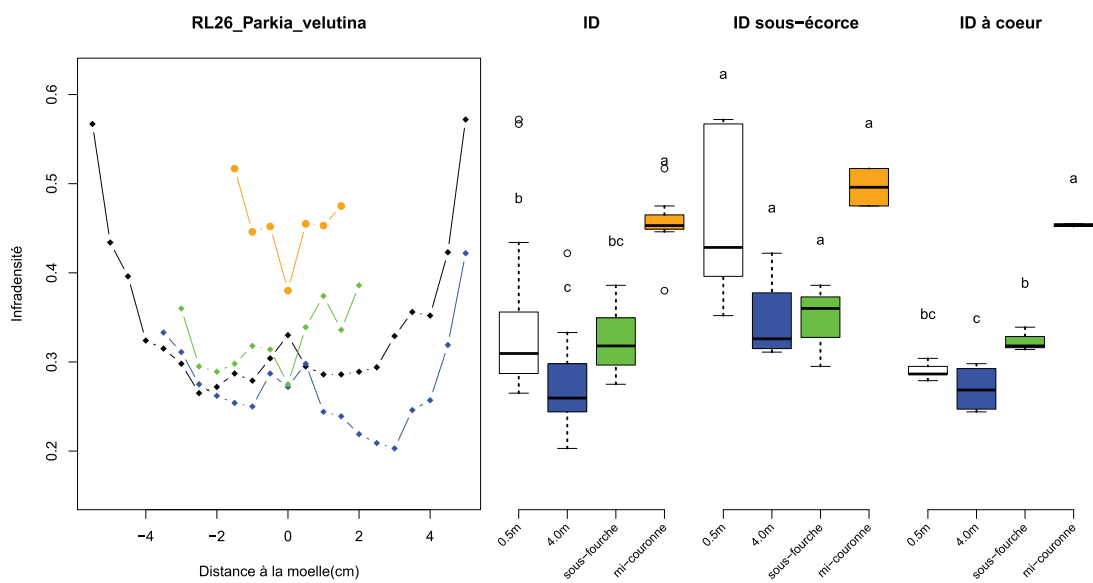 RL26_Parkia_velutina
ID
ID sous−écorce
ID à coeur
Infradensité
0.6
0.5
0.4
0.3
0.2
−4
−2
0
2
4
Distance à la moelle(cm)
b
c
bc
a
0.5m
4.0m
sous−fourche
mi−couronne
a
a
a
a
0.5m
4.0m
sous−fourche
mi−couronne
bc
c
b
a
0.5m
4.0m
sous−fourche
mi−couronne